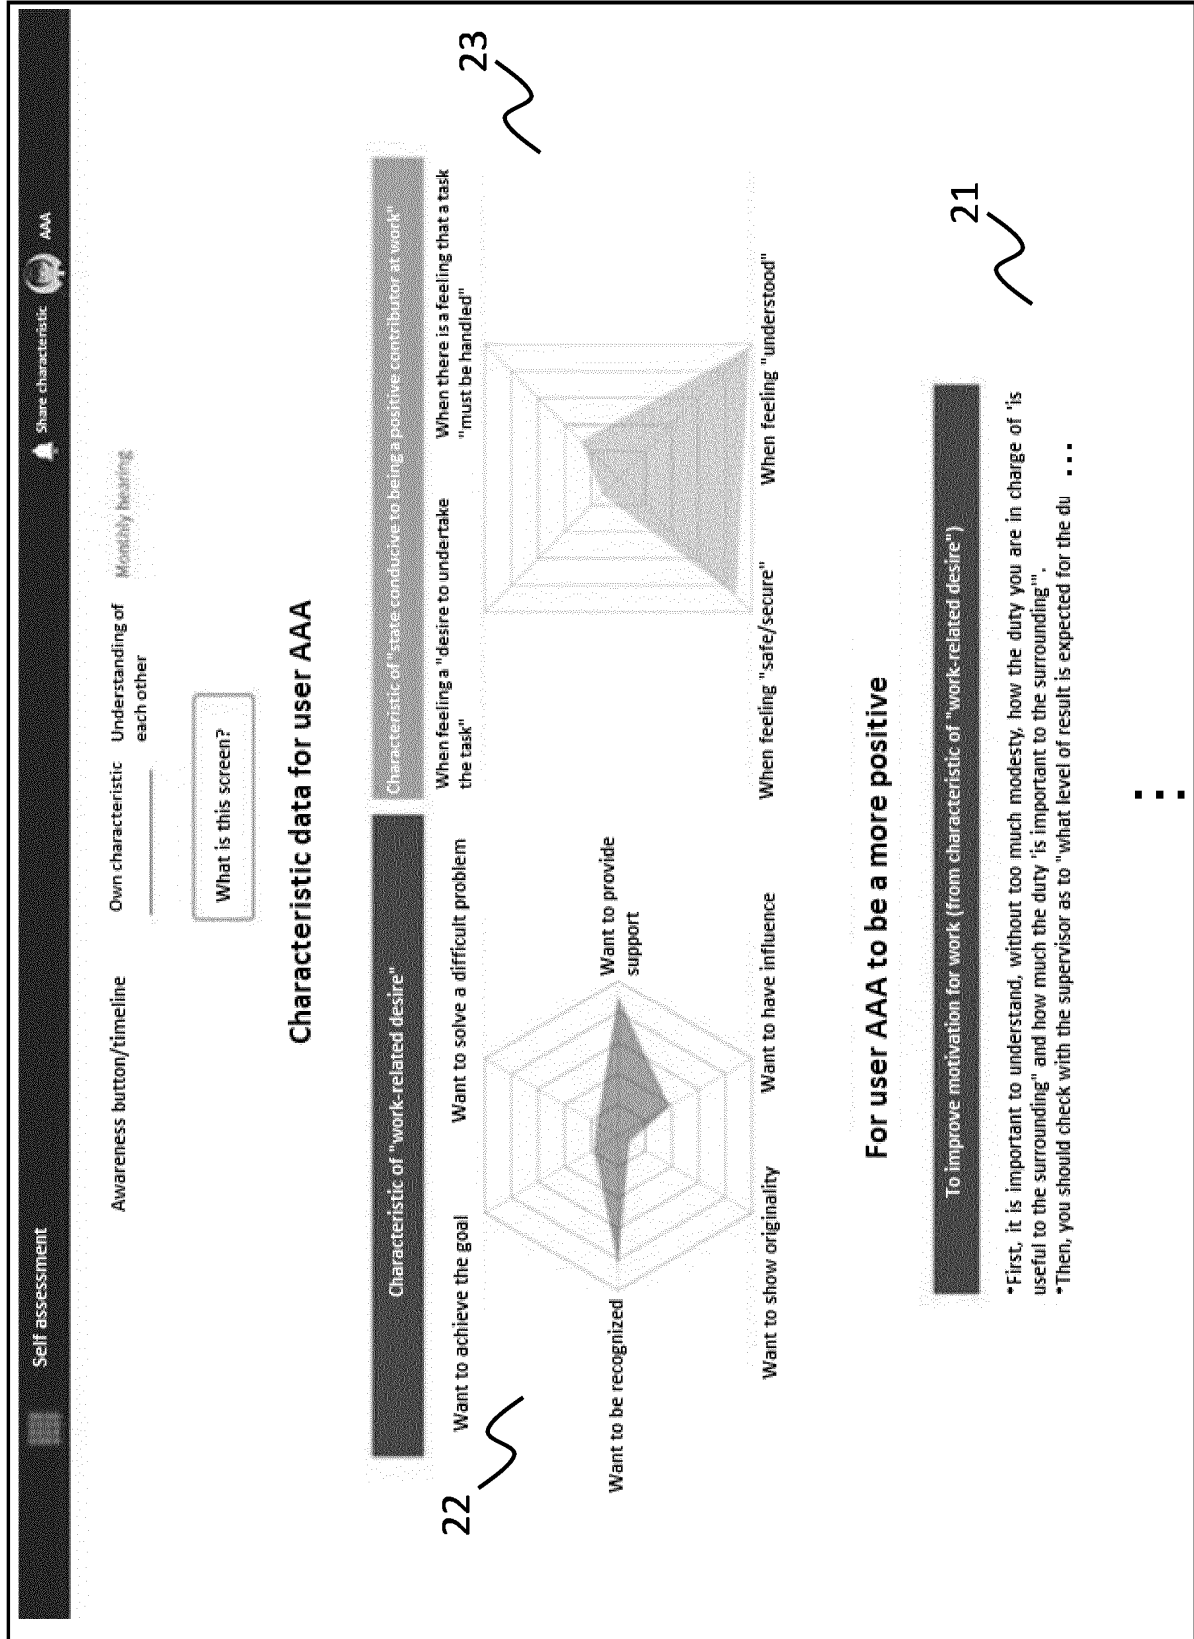 Self assessment
Share characteristic
AAA
Awareness button/timeline
Own characteristic
Understanding of
each other
Monthly hearing
What is this screen?
Characteristic data for user AAA
22
Characteristic of "work-related desire"
Want to achieve the goal
Want to solve a difficult problem
Want to be recognized
Want to provide
support
Want to show originality
Want to have influence
23
Characteristic of "state conducive to being a positive contributor at work"
When feeling a "desire to undertake
the task"
When there is a feeling that a task
"must be handled"
When feeling "safe/secure"
When feeling "understood"
For user AAA to be a more positive
21
To improve motivation for work (from characteristic of "work-related desire")
*First, it is important to understand, without too much modesty, how the duty you are in charge of 'is
useful to the surrounding" and how much the duty 'is important to the surrounding'".
*Then, you should check with the supervisor as to "what level of result is expected for the du ...